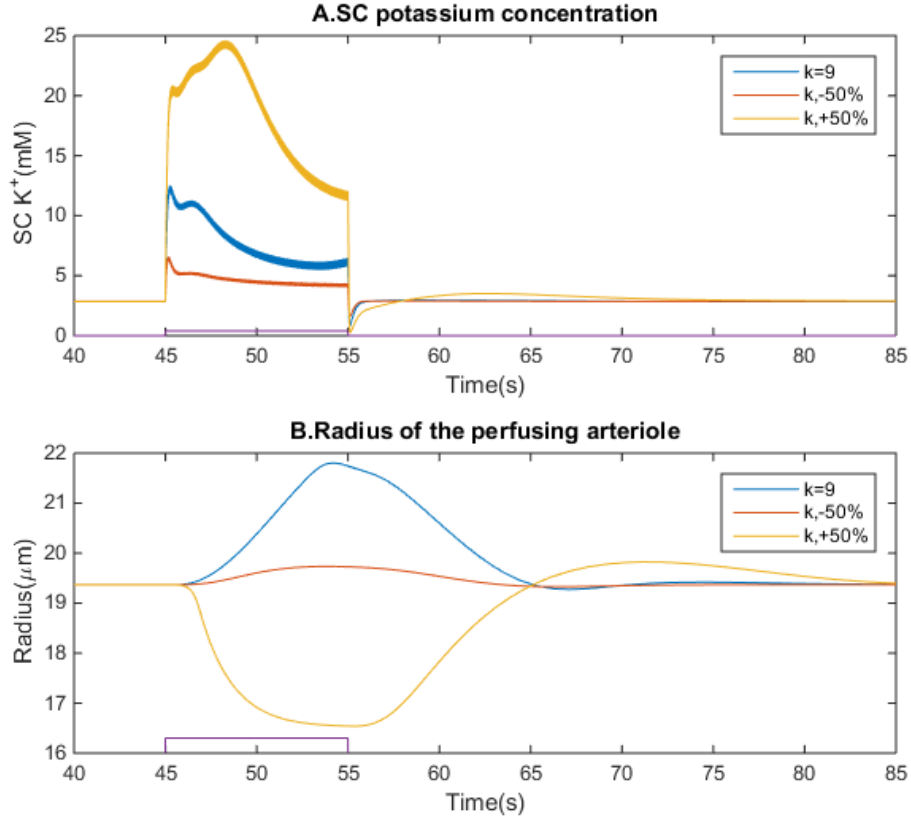 A.SC potassium concentration
25
20
15
10
5
0
SC K+(mM)
k=9
k,-50%
k,+50%
40 45 50 55 60 65 70 75 80 85
Time(s)
B.Radius of the perfusing arteriole
22
21
20
19
18
17
16
Radius(μm)
k=9
k,-50%
k,+50%
40 45 50 55 60 65 70 75 80 85
Time(s)